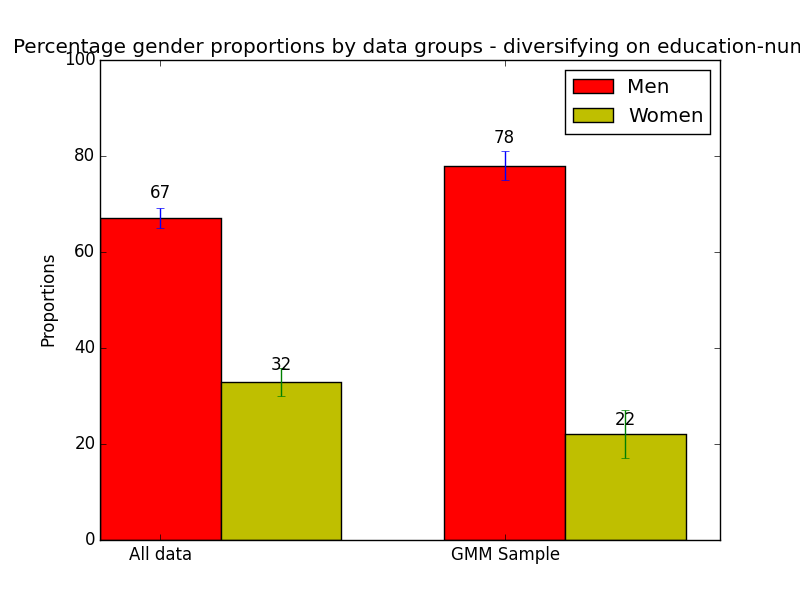 Percentage gender proportions by data groups - diversifying on education-num
100
80
60
40
20
0
Proportions
Men
Women
67
32
78
22
All data
GMM Sample